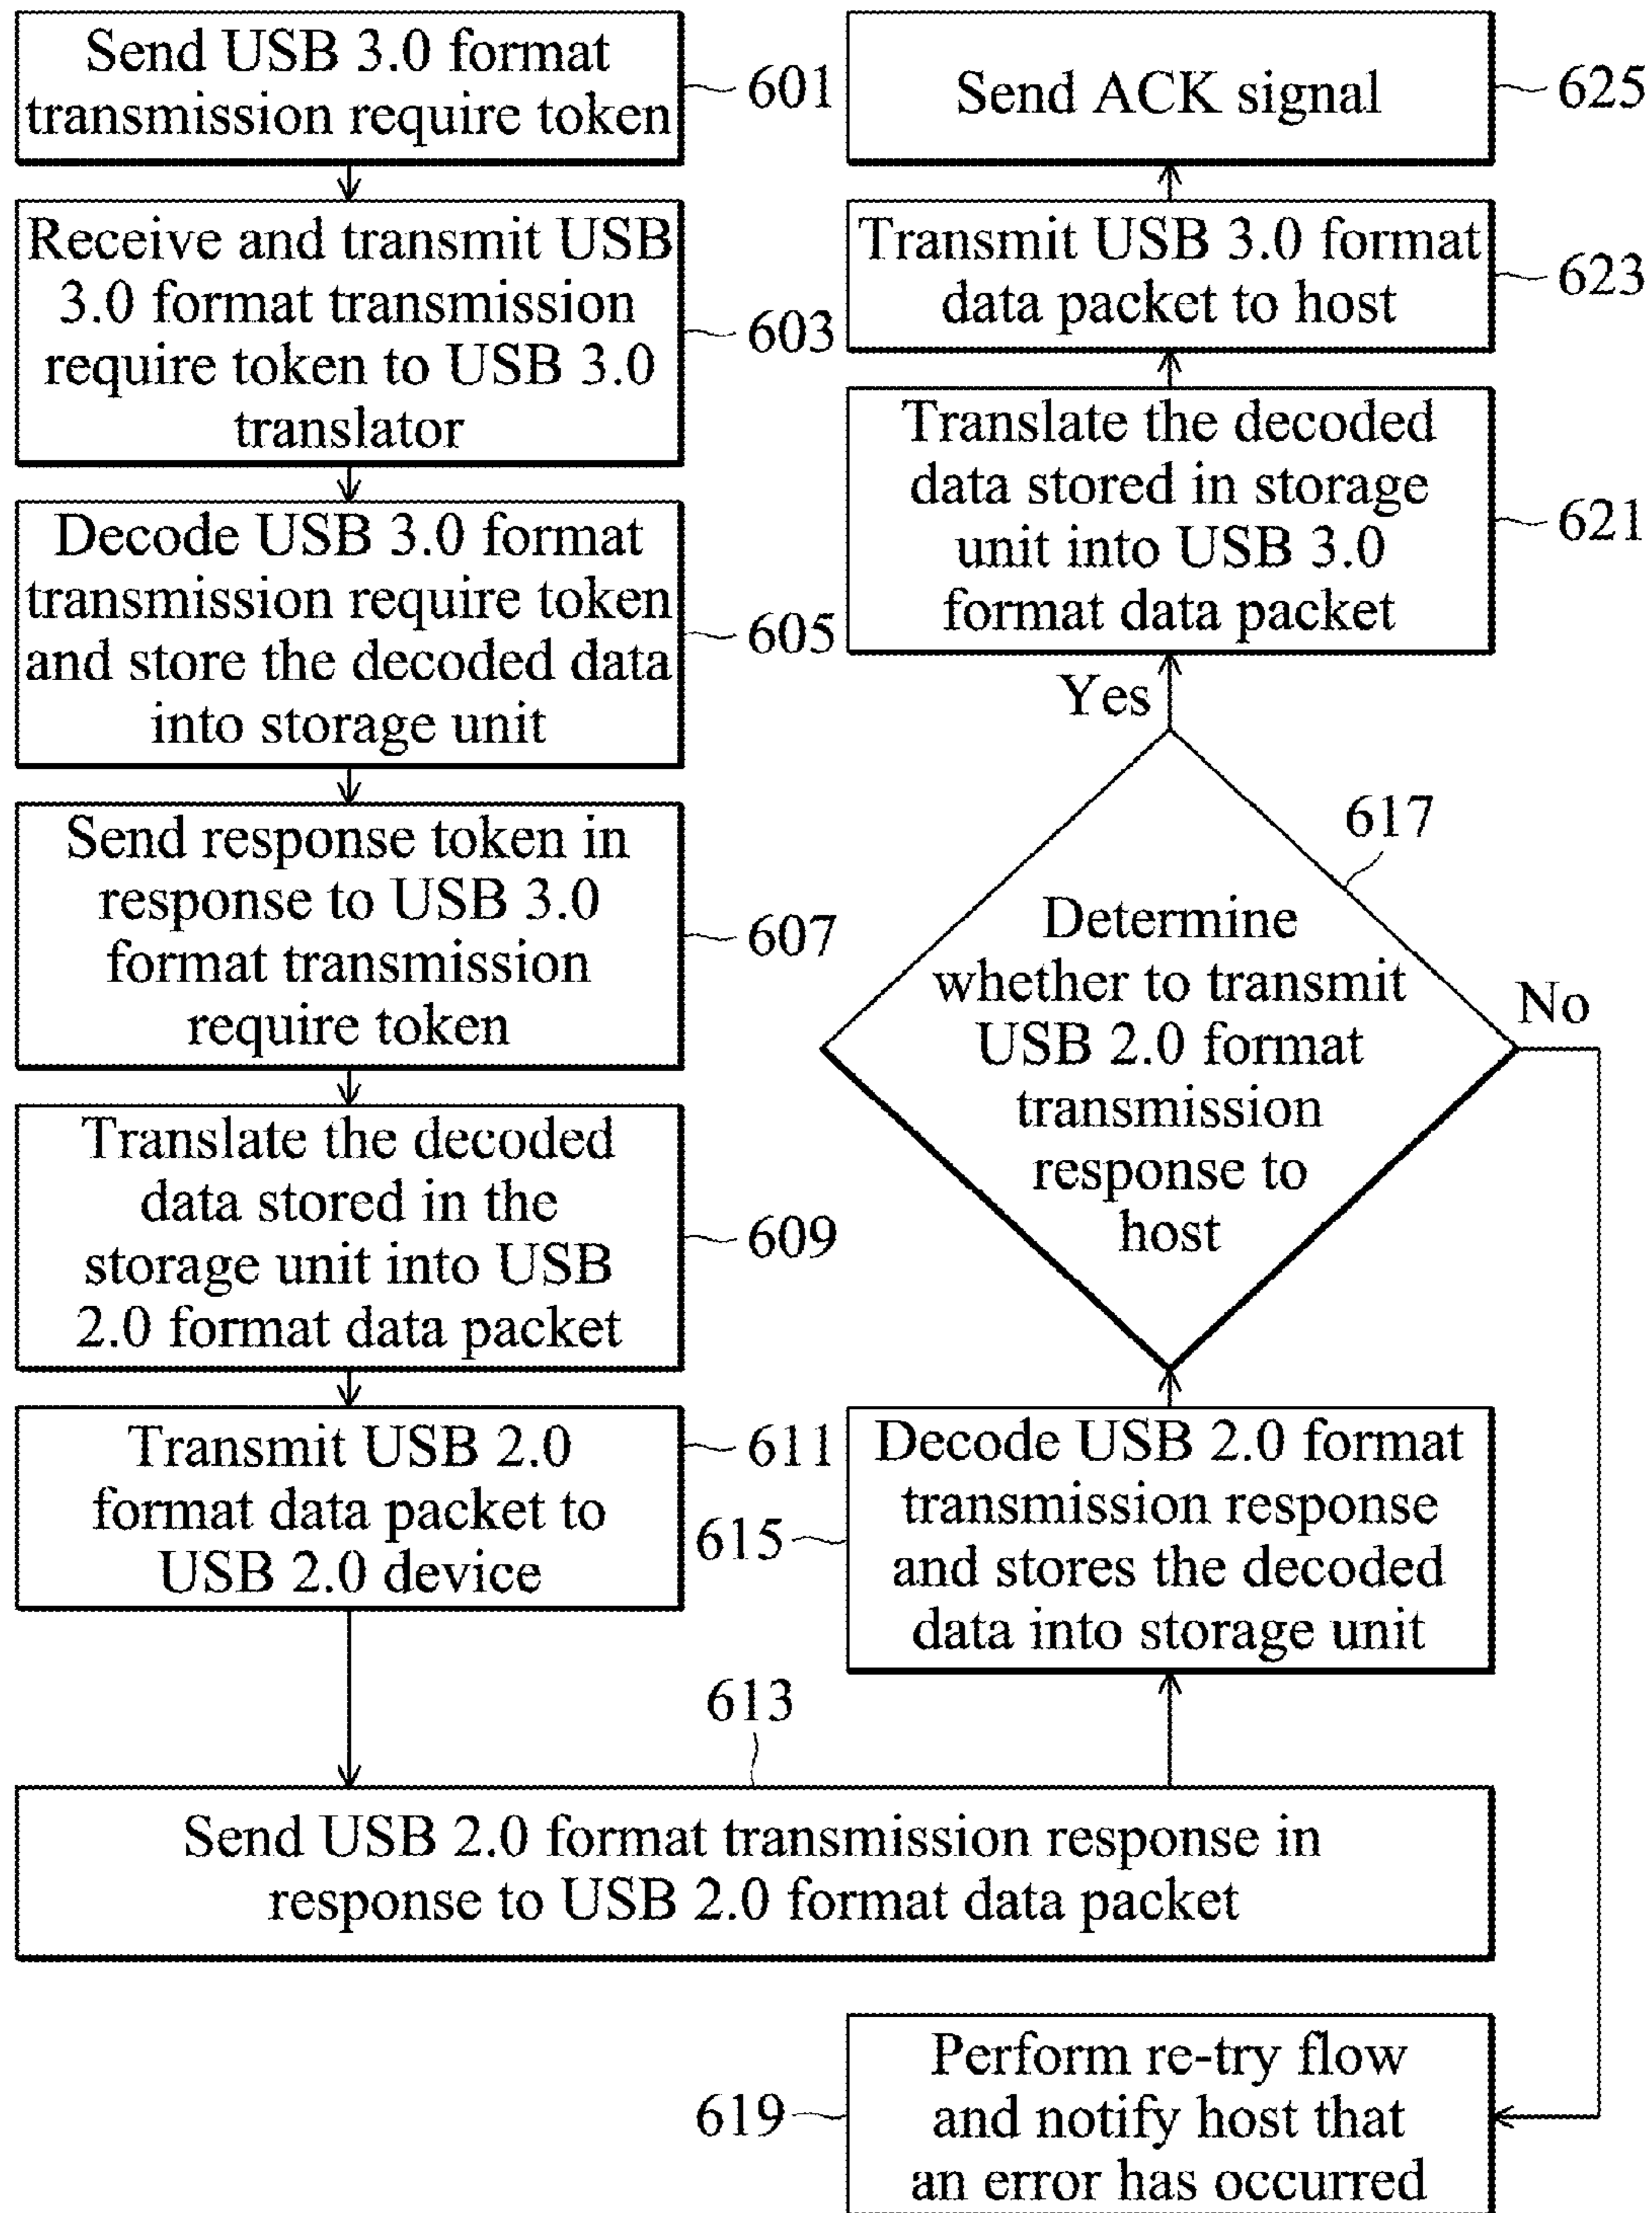 Send USB 3.0 format
transmission require token
601
Receive and transmit USB
3.0 format transmission
require token to USB 3.0
translator
603
Decode USB 3.0 format
transmission require token
and store the decoded data
into storage unit
605
Send response token in
response to USB 3.0
format transmission
require token
607
Translate the decoded
data stored in the
storage unit into USB
2.0 format data packet
609
Transmit USB 2.0
format data packet to
USB 2.0 device
611
613
Send USB 2.0 format transmission response in
response to USB 2.0 format data packet
615
Decode USB 2.0 format
transmission response
and stores the decoded
data into storage unit
617
Determine
whether to transmit
USB 2.0 format
transmission
response to
host
No
619
Perform re-try flow
and notify host that
an error has occurred
Yes
Translate the decoded
data stored in storage
unit into USB 3.0
format data packet
621
Transmit USB 3.0 format
data packet to host
623
Send ACK signal
625